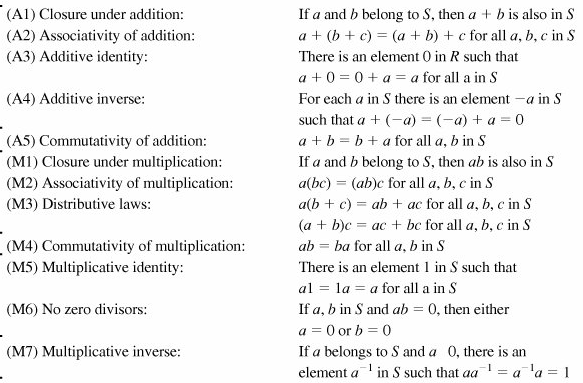 (A1) Closure under addition: If a and b belong to S, then a + b is also in S
(A2) Associativity of addition: a + (b + c) = (a + b) + c for all a, b, c in S
(A3) Additive identity: There is an element 0 in R such that
a + 0 = 0 + a = a for all a in S
(A4) Additive inverse: For each a in S there is an element −a in S
such that a + (−a) = (−a) + a = 0
(A5) Commutativity of addition: a + b = b + a for all a, b in S
(M1) Closure under multiplication: If a and b belong to S, then ab is also in S
(M2) Associativity of multiplication: a(bc) = (ab)c for all a, b, c in S
(M3) Distributive laws: a(b + c) = ab + ac for all a, b, c in S
(a + b)c = ac + bc for all a, b, c in S
(M4) Commutativity of multiplication: ab = ba for all a, b in S
(M5) Multiplicative identity: There is an element 1 in S such that
a1 = 1a = a for all a in S
(M6) No zero divisors: If a, b in S and ab = 0, then either
a = 0 or b = 0
(M7) Multiplicative inverse: If a belongs to S and a 0, there is an
element a⁻¹ in S such that aa⁻¹ = a⁻¹a = 1